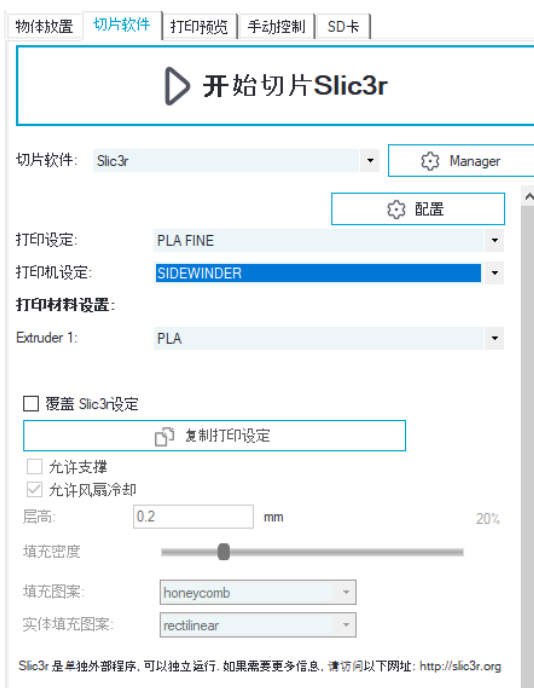 物体放置 切片软件 打印预览 手动控制 SD卡
开始切片Slic3r
切片软件: Slic3r Manager
配置
打印设定: PLA FINE
打印机设定: SIDEWINDER
打印材料设置:
Extruder 1: PLA
覆盖 Slic3r设定
复制打印设定
允许支撑
允许风扇冷却
层高: 0.2 mm 20%
填充密度
填充图案: honeycomb
实体填充图案: rectilinear
Slic3r 是单独外部程序, 可以独立运行. 如果需要更多信息, 请访问以下网址: http://slic3r.org